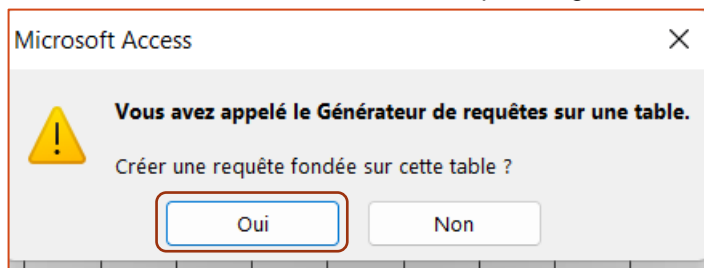 Microsoft Access
Vous avez appelé le Générateur de requêtes sur une table.
Créer une requête fondée sur cette table ?
Oui Non